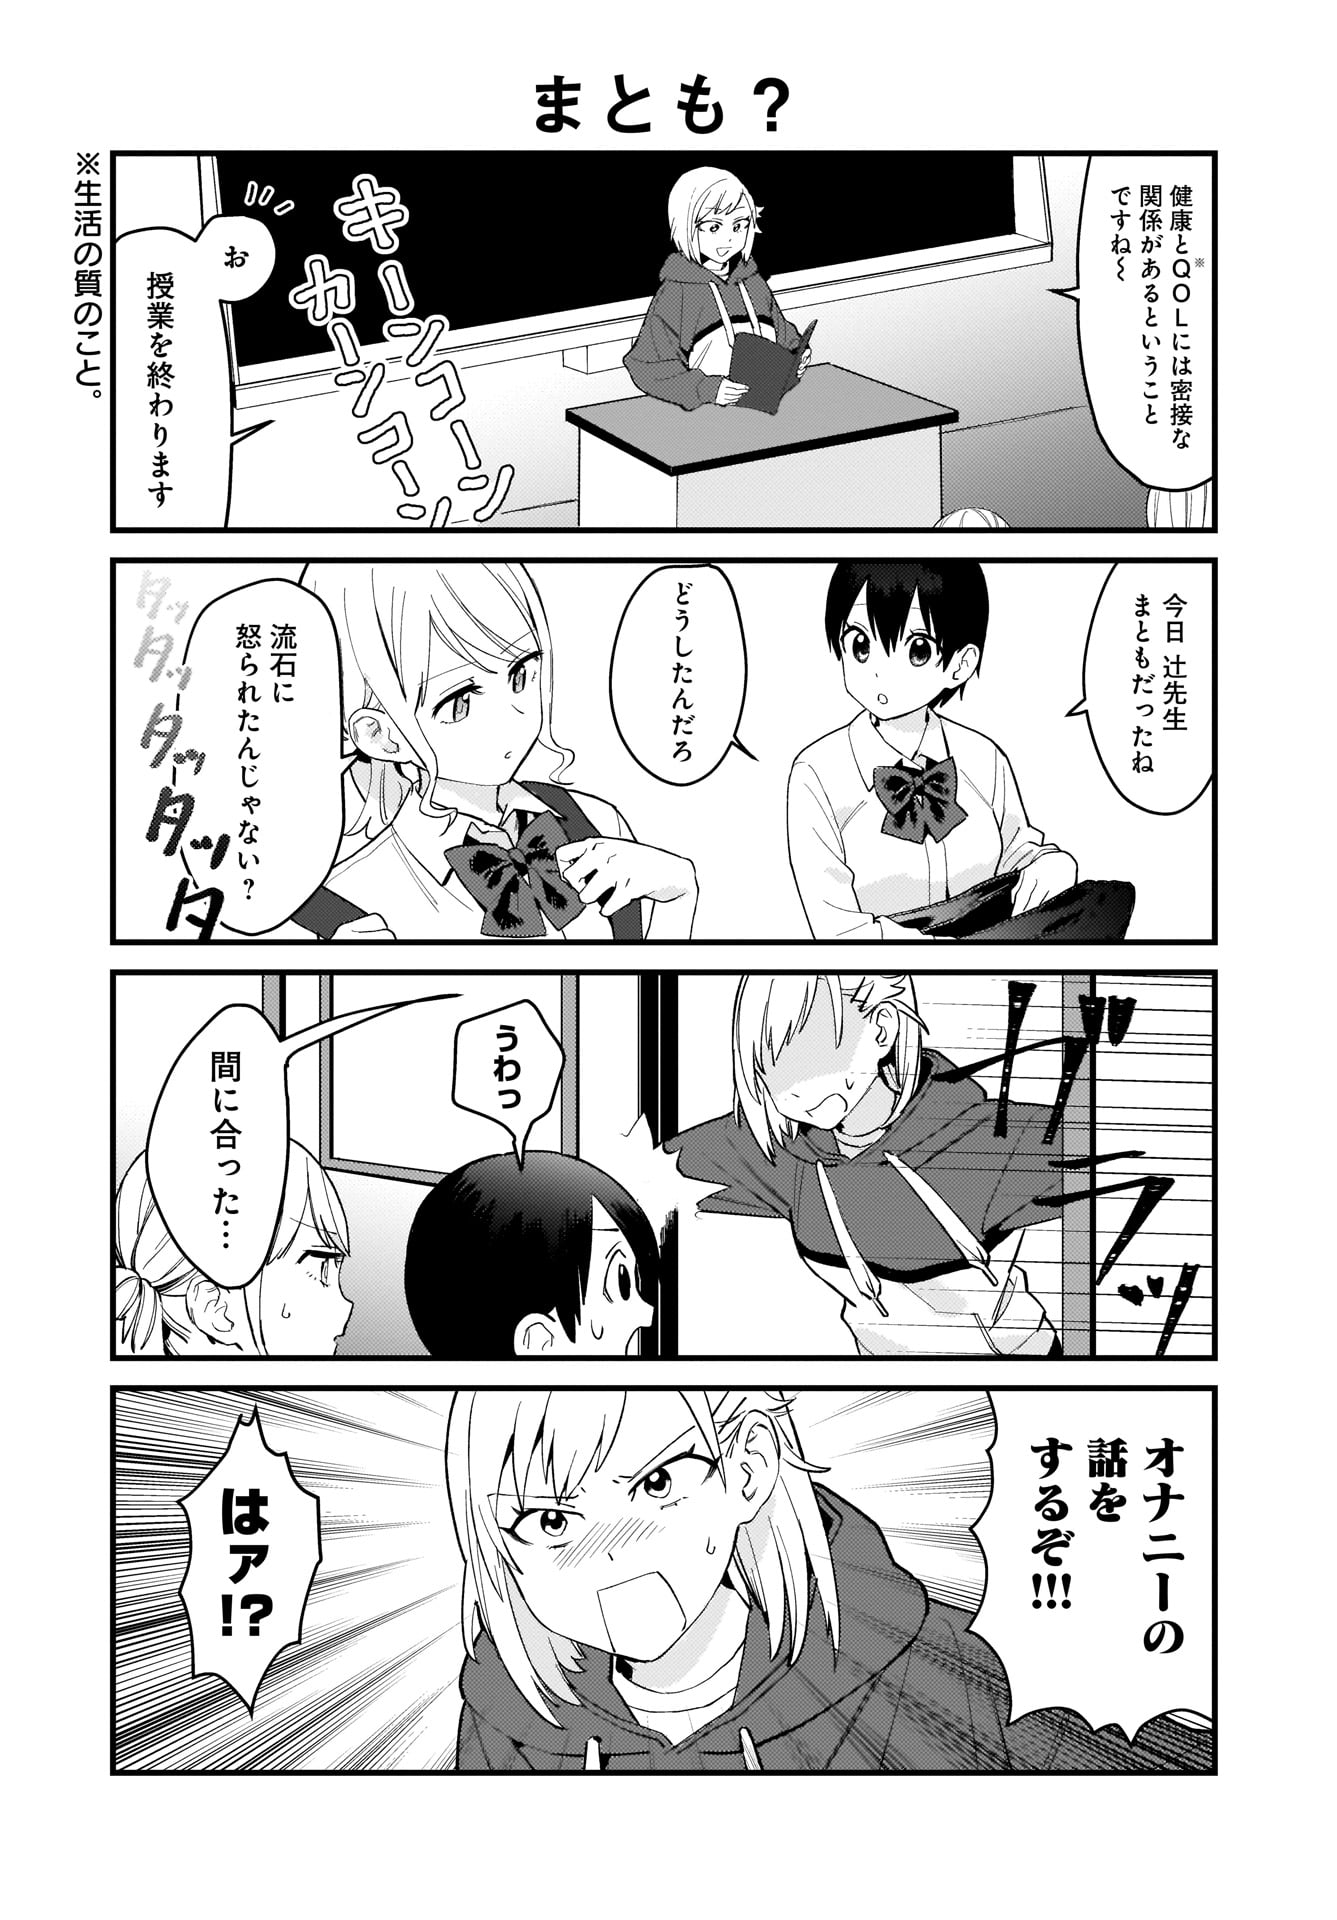 まとも？
※生活の質のこと。
健康とQOL※には密接な
関係があるということ
ですね〜
キーンコーン
カーンコーン
お
授業を終わります
今日 辻先生
まともだったね
どうしたんだろ
流石に
怒られたんじゃない？
タッ
タッ
タッ
タッ
タ
ガラッ
うわっ
間に合った…
オナニーの
話を
するぞ!!!
はァ!?